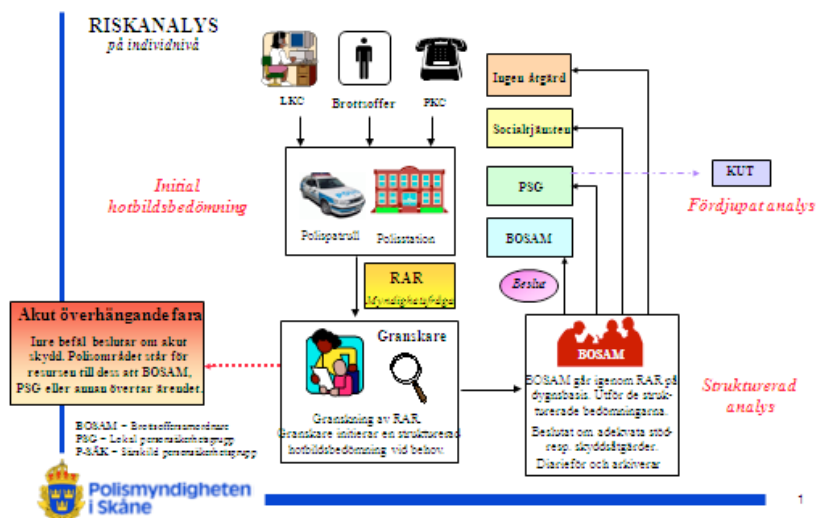 RISKANALYS
på individnivå
LKC
Brottsoffer
PKC
Ingen åtgärd
Socialtjänsten
PSG
KUT
BOSAM
Initial
hotbildsbedömning
Fördjupat analys
Polispatrull
Polisstation
RAR
Myndighetsfråga
Beslut
Akut överhängande fara
Inre befäl beslutar om akut
skydd. Polisområdet står för
resursen till dess att BOSAM,
PSG eller annan övertar ärendet.
Granskare
Granskning av RAR.
Granskare initierar en strukturerad
hotbildsbedömning vid behov.
BOSAM
BOSAM går igenom RAR på
dygnsbasis. Utför de struk-
turerade bedömningarna.
Beslutat om adekvata stöd-
resp. skyddsåtgärder.
Diarieför och arkiverar
Strukturerad
analys
BOSAM = Brottsoffersamordnare
PSG = Lokal personsäkerhetsgrupp
P-SÄK = Särskild personsäkerhetsgrupp
Polismyndigheten
i Skåne
1